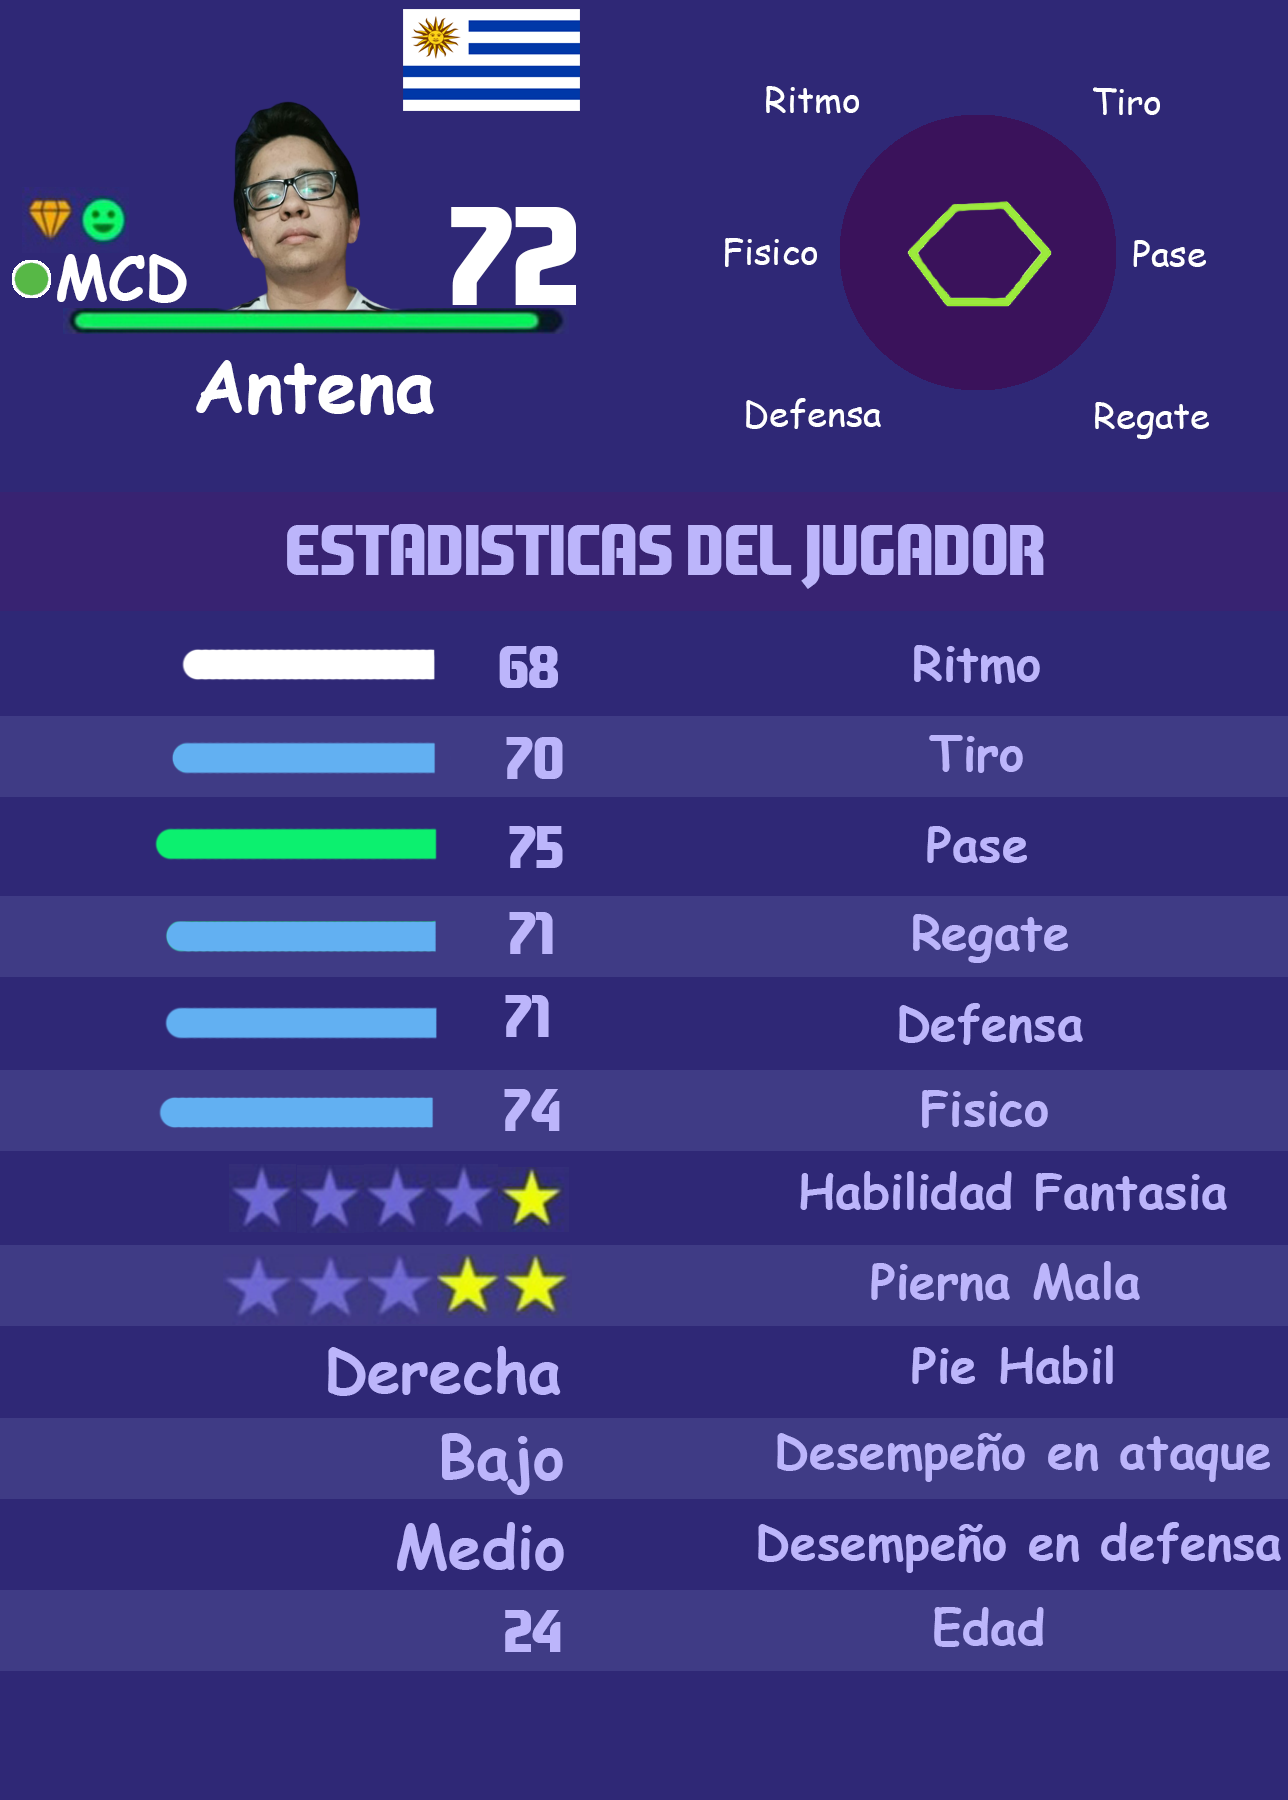 MCD
72
Antena
Ritmo
Tiro
Fisico
Pase
Defensa
Regate
ESTADISTICAS DEL JUGADOR
68 Ritmo
70 Tiro
75 Pase
71 Regate
71 Defensa
74 Fisico
Habilidad Fantasia
Pierna Mala
Derecha Pie Habil
Bajo Desempeño en ataque
Medio Desempeño en defensa
24 Edad